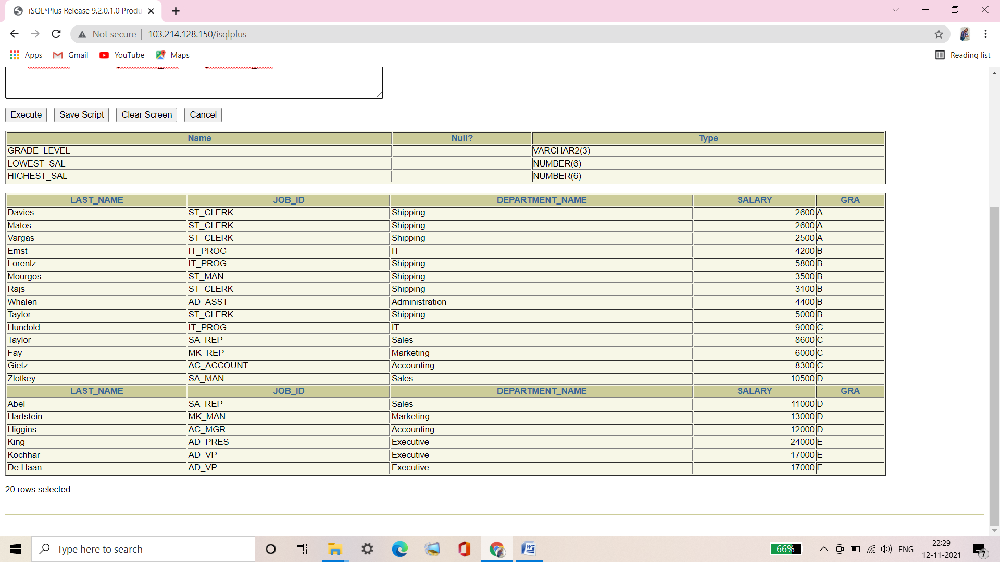 iSQL*Plus Release 9.2.0.1.0 Produ
Not secure 103.214.128.150/isqlplus
Apps Gmail YouTube Maps Reading list
Execute Save Script Clear Screen Cancel
Name Null? Type
GRADE_LEVEL VARCHAR2(3)
LOWEST_SAL NUMBER(6)
HIGHEST_SAL NUMBER(6)
LAST_NAME JOB_ID DEPARTMENT_NAME SALARY GRA
Davies ST_CLERK Shipping 2600 A
Matos ST_CLERK Shipping 2600 A
Vargas ST_CLERK Shipping 2500 A
Emst IT_PROG IT 4200 B
Lorenlz IT_PROG Shipping 5800 B
Mourgos ST_MAN Shipping 3500 B
Rajs ST_CLERK Shipping 3100 B
Whalen AD_ASST Administration 4400 B
Taylor ST_CLERK Shipping 5000 B
Hundold IT_PROG IT 9000 C
Taylor SA_REP Sales 8600 C
Fay MK_REP Marketing 6000 C
Gietz AC_ACCOUNT Accounting 8300 C
Zlotkey SA_MAN Sales 10500 D
LAST_NAME JOB_ID DEPARTMENT_NAME SALARY GRA
Abel SA_REP Sales 11000 D
Hartstein MK_MAN Marketing 13000 D
Higgins AC_MGR Accounting 12000 D
King AD_PRES Executive 24000 E
Kochhar AD_VP Executive 17000 E
De Haan AD_VP Executive 17000 E
20 rows selected.
Type here to search 66% ENG 22:29
12-11-2021 7